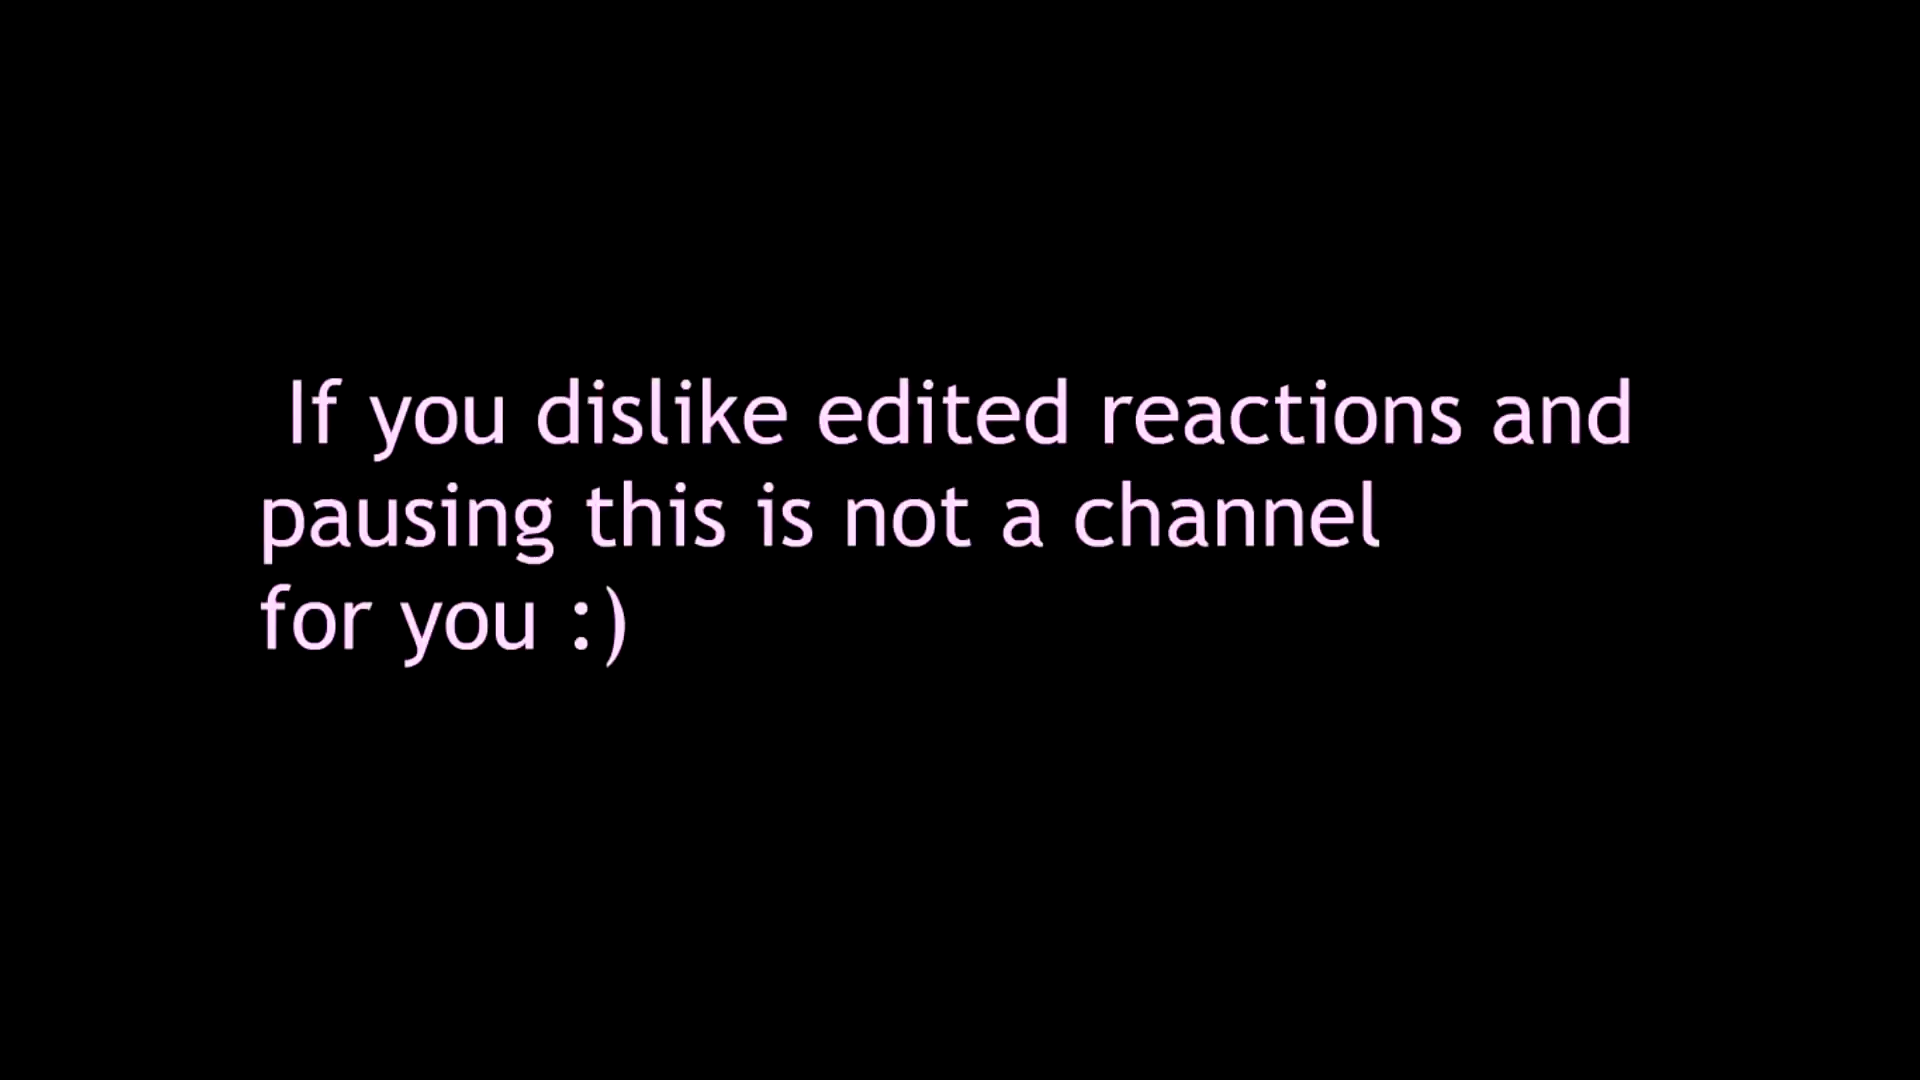 If you dislike edited reactions and
pausing this is not a channel
for you :)